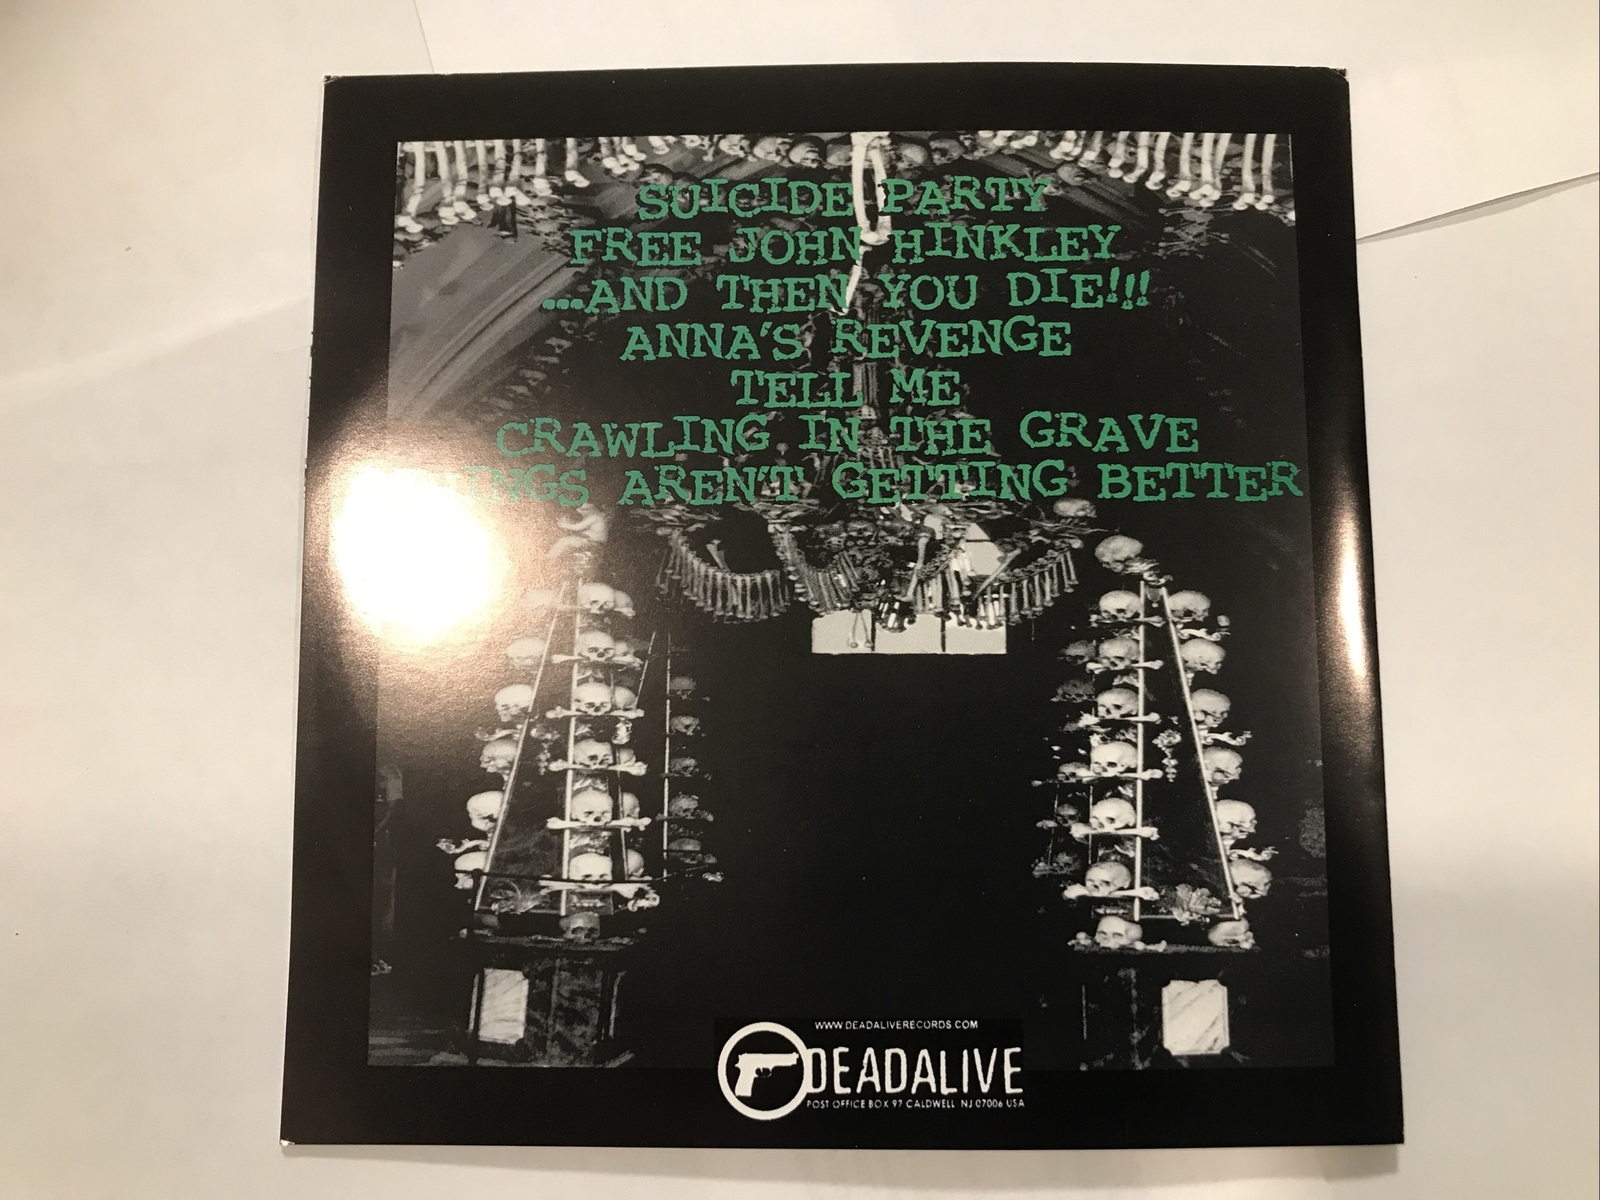 SUICIDE PARTY
FREE JOHN HINKLEY
...AND THEN YOU DIE!!!
ANNA'S REVENGE
TELL ME
CRAWLING IN THE GRAVE
THINGS AREN'T GETTING BETTER
WWW.DEADALIVERECORDS.COM
DEADALIVE
POST OFFICE BOX 97 CALDWELL NJ 07006 USA